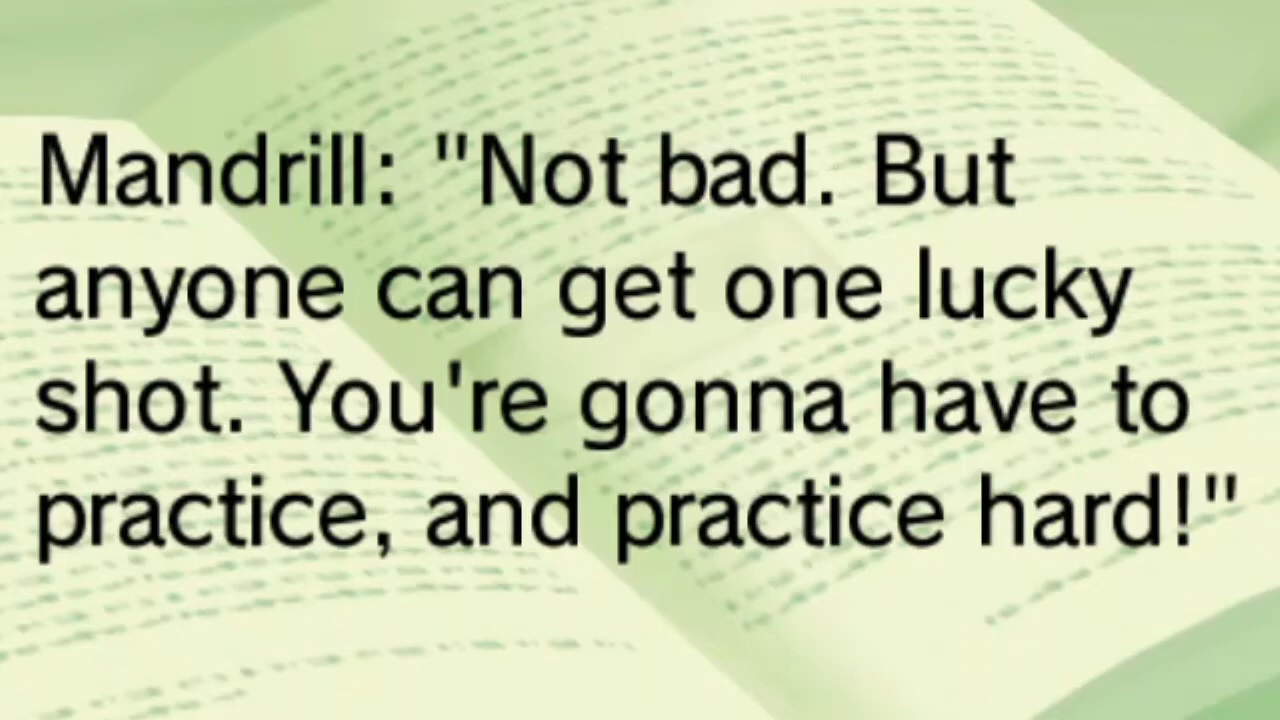 Mandrill: "Not bad. But
anyone can get one lucky
shot. You're gonna have to
practice, and practice hard!"